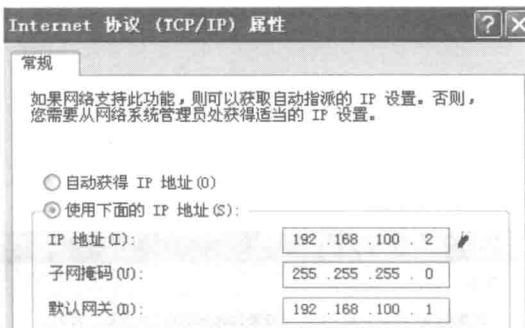 Internet 协议 (TCP/IP) 属性
常规
如果网络支持此功能，则可以获取自动指派的 IP 设置。否则，
您需要从网络系统管理员处获得适当的 IP 设置。
自动获得 IP 地址(O)
使用下面的 IP 地址(S):
IP 地址(I): 192 .168 .100 . 2
子网掩码(U): 255 .255 .255 . 0
默认网关(D): 192 .168 .100 . 1